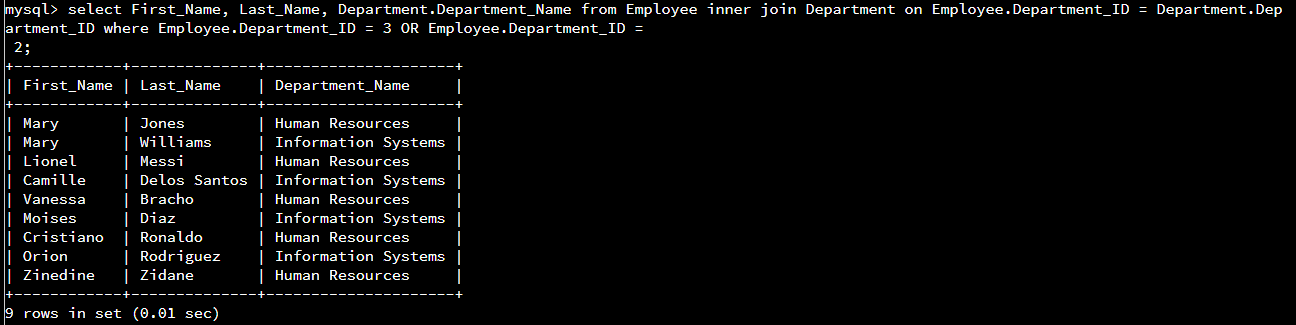 mysql> select First_Name, Last_Name, Department.Department_Name from Employee inner join Department on Employee.Department_ID = Department.Dep
artment_ID where Employee.Department_ID = 3 OR Employee.Department_ID =
 2;
+------------+--------------+---------------------+
| First_Name | Last_Name    | Department_Name     |
+------------+--------------+---------------------+
| Mary       | Jones        | Human Resources     |
| Mary       | Williams     | Information Systems |
| Lionel     | Messi        | Human Resources     |
| Camille    | Delos Santos | Information Systems |
| Vanessa    | Bracho       | Human Resources     |
| Moises     | Diaz         | Information Systems |
| Cristiano  | Ronaldo      | Human Resources     |
| Orion      | Rodriguez    | Information Systems |
| Zinedine   | Zidane       | Human Resources     |
+------------+--------------+---------------------+
9 rows in set (0.01 sec)